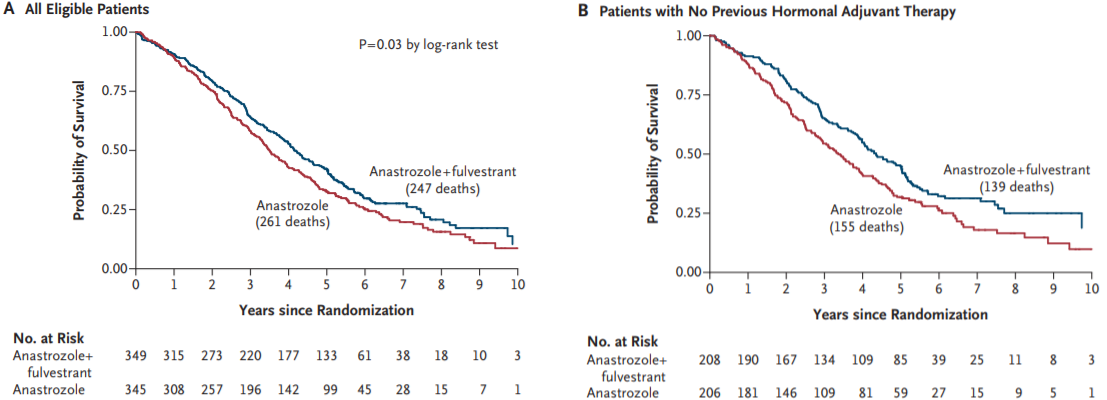 A All Eligible Patients
1.00
0.75
0.50
0.25
0.00
Probability of Survival
P=0.03 by log-rank test
Anastrozole+fulvestrant
(247 deaths)
Anastrozole
(261 deaths)
0 1 2 3 4 5 6 7 8 9 10
Years since Randomization
No. at Risk
Anastrozole+
fulvestrant
349 315 273 220 177 133 61 38 18 10 3
Anastrozole 345 308 257 196 142 99 45 28 15 7 1
B Patients with No Previous Hormonal Adjuvant Therapy
1.00
0.75
0.50
0.25
0.00
Probability of Survival
Anastrozole+fulvestrant
(139 deaths)
Anastrozole
(155 deaths)
0 1 2 3 4 5 6 7 8 9 10
Years since Randomization
No. at Risk
Anastrozole+
fulvestrant
208 190 167 134 109 85 39 25 11 8 3
Anastrozole 206 181 146 109 81 59 27 15 9 5 1